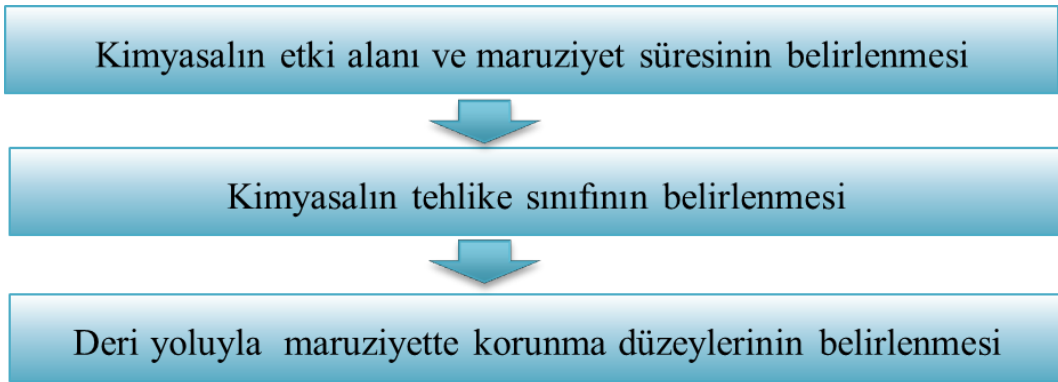 Kimyasalın etki alanı ve maruziyet süresinin belirlenmesi
Kimyasalın tehlike sınıfının belirlenmesi
Deri yoluyla maruziyette korunma düzeylerinin belirlenmesi